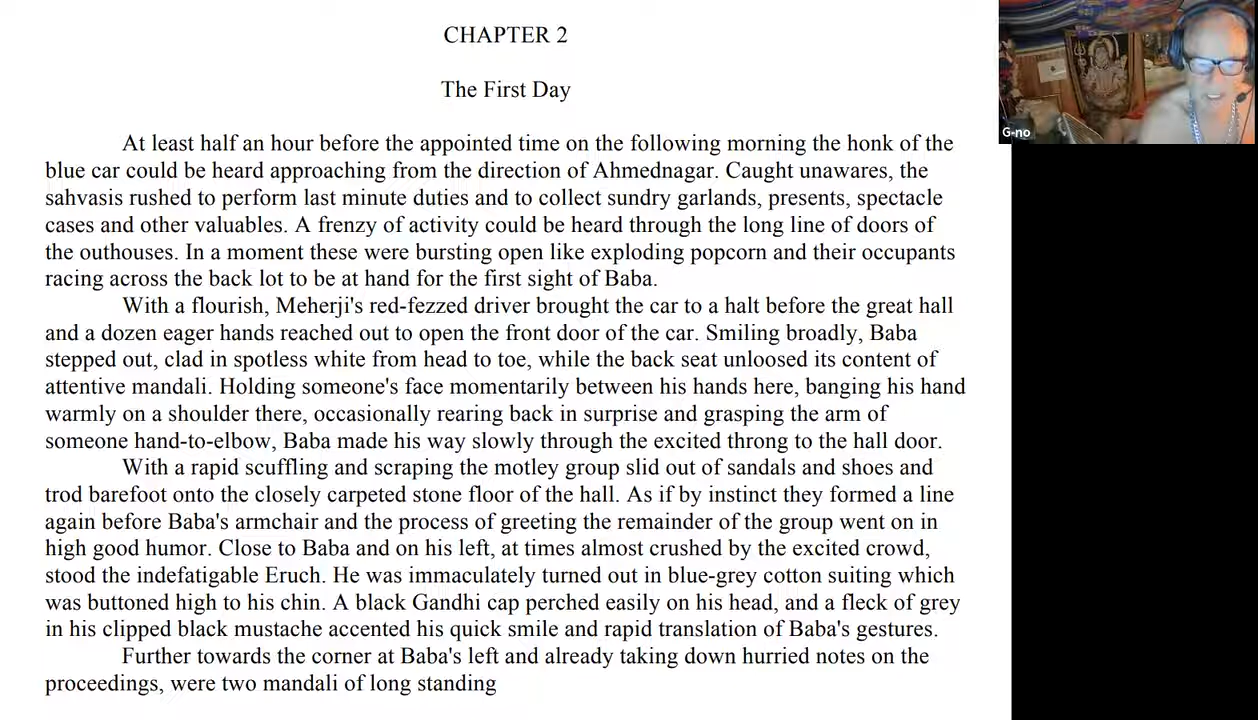 CHAPTER 2
The First Day
At least half an hour before the appointed time on the following morning the honk of the
blue car could be heard approaching from the direction of Ahmednagar. Caught unawares, the
sahvasis rushed to perform last minute duties and to collect sundry garlands, presents, spectacle
cases and other valuables. A frenzy of activity could be heard through the long line of doors of
the outhouses. In a moment these were bursting open like exploding popcorn and their occupants
racing across the back lot to be at hand for the first sight of Baba.
With a flourish, Meherji's red-fezzed driver brought the car to a halt before the great hall
and a dozen eager hands reached out to open the front door of the car. Smiling broadly, Baba
stepped out, clad in spotless white from head to toe, while the back seat unloosed its content of
attentive mandali. Holding someone's face momentarily between his hands here, banging his hand
warmly on a shoulder there, occasionally rearing back in surprise and grasping the arm of
someone hand-to-elbow, Baba made his way slowly through the excited throng to the hall door.
With a rapid scuffling and scraping the motley group slid out of sandals and shoes and
trod barefoot onto the closely carpeted stone floor of the hall. As if by instinct they formed a line
again before Baba's armchair and the process of greeting the remainder of the group went on in
high good humor. Close to Baba and on his left, at times almost crushed by the excited crowd,
stood the indefatigable Eruch. He was immaculately turned out in blue-grey cotton suiting which
was buttoned high to his chin. A black Gandhi cap perched easily on his head, and a fleck of grey
in his clipped black mustache accented his quick smile and rapid translation of Baba's gestures.
Further towards the corner at Baba's left and already taking down hurried notes on the
proceedings, were two mandali of long standing
G-no